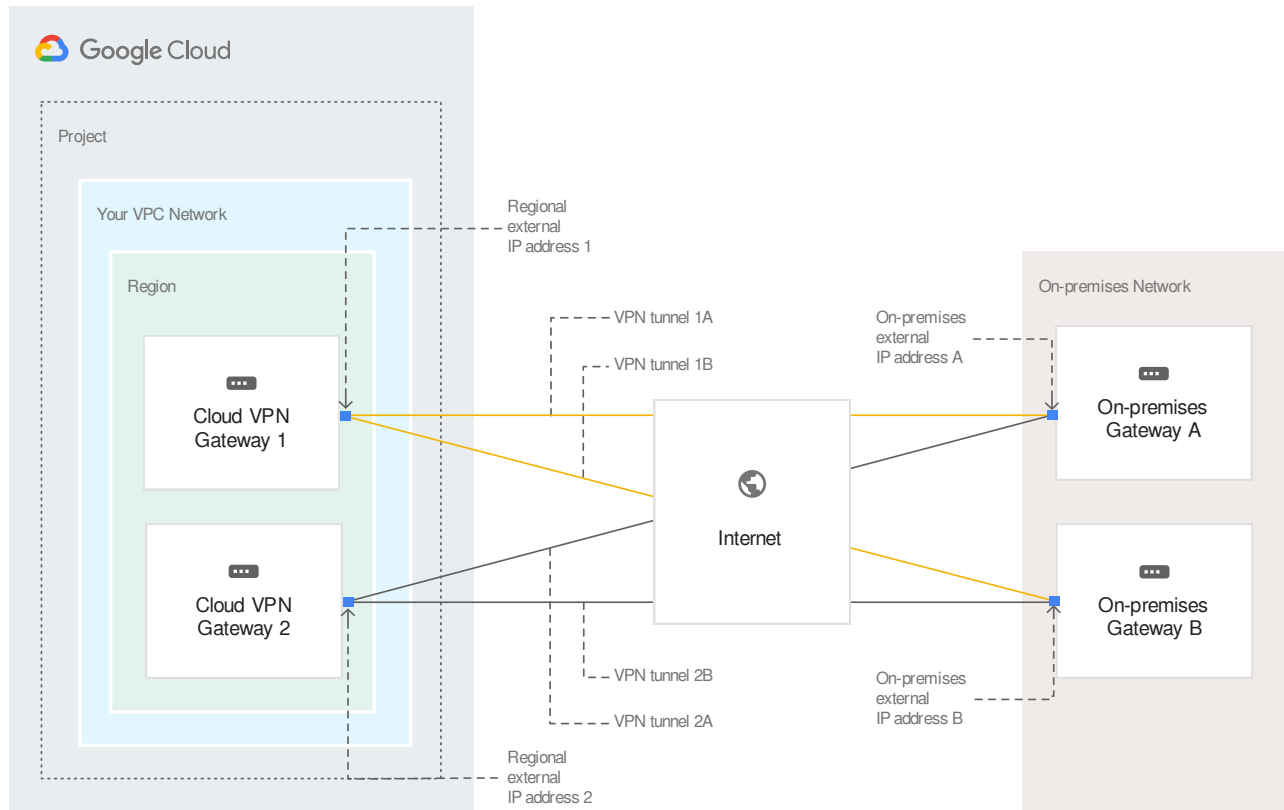 Google Cloud
Project
Your VPC Network
Region
Cloud VPN
Gateway 1
Cloud VPN
Gateway 2
Regional
external
IP address 1
VPN tunnel 1A
VPN tunnel 1B
Internet
VPN tunnel 2B
VPN tunnel 2A
Regional
external
IP address 2
On-premises
external
IP address A
On-premises
external
IP address B
On-premises Network
On-premises
Gateway A
On-premises
Gateway B